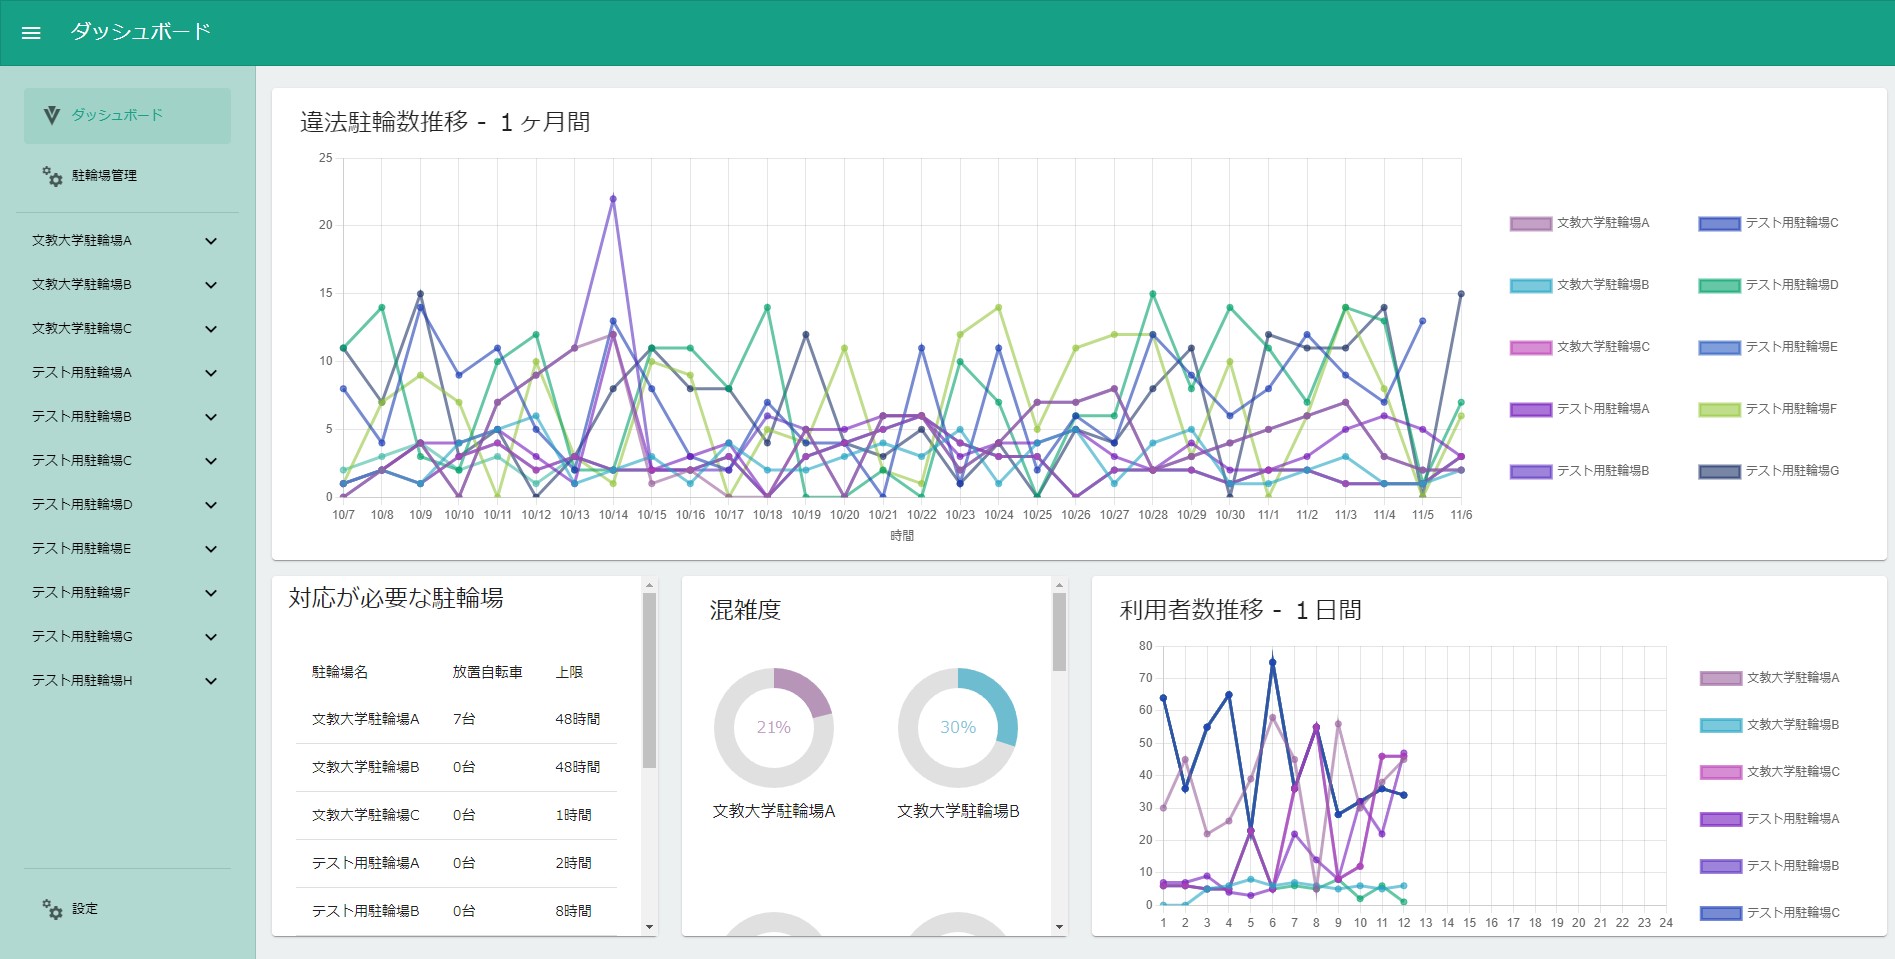 ダッシュボード
ダッシュボード
駐輪場管理
文教大学駐輪場A
文教大学駐輪場B
文教大学駐輪場C
テスト用駐輪場A
テスト用駐輪場B
テスト用駐輪場C
テスト用駐輪場D
テスト用駐輪場E
テスト用駐輪場F
テスト用駐輪場G
テスト用駐輪場H
設定
違法駐輪数推移 - 1ヶ月間
25
20
15
10
5
0
10/7 10/8 10/9 10/10 10/11 10/12 10/13 10/14 10/15 10/16 10/17 10/18 10/19 10/20 10/21 10/22 10/23 10/24 10/25 10/26 10/27 10/28 10/29 10/30 11/1 11/2 11/3 11/4 11/5 11/6
時間
文教大学駐輪場A テスト用駐輪場C
文教大学駐輪場B テスト用駐輪場D
文教大学駐輪場C テスト用駐輪場E
テスト用駐輪場A テスト用駐輪場F
テスト用駐輪場B テスト用駐輪場G
対応が必要な駐輪場
駐輪場名 放置自転車 上限
文教大学駐輪場A 7台 48時間
文教大学駐輪場B 0台 48時間
文教大学駐輪場C 0台 1時間
テスト用駐輪場A 0台 2時間
テスト用駐輪場B 0台 8時間
混雑度
21% 30%
文教大学駐輪場A 文教大学駐輪場B
利用者数推移 - 1日間
80
70
60
50
40
30
20
10
0
1 2 3 4 5 6 7 8 9 10 11 12 13 14 15 16 17 18 19 20 21 22 23 24
文教大学駐輪場A
文教大学駐輪場B
文教大学駐輪場C
テスト用駐輪場A
テスト用駐輪場B
テスト用駐輪場C